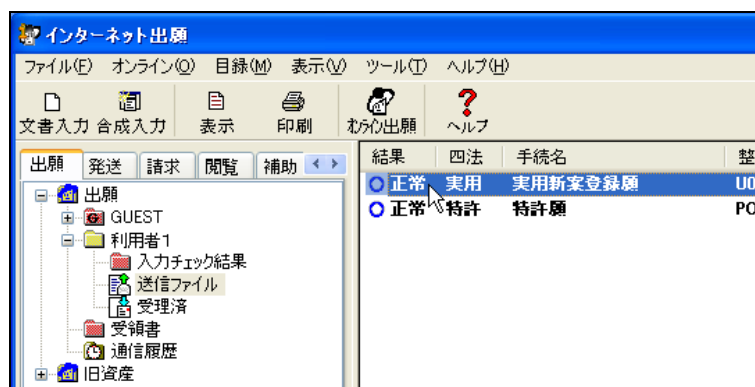 インターネット出願
ファイル(F) オンライン(O) 目録(M) 表示(V) ツール(T) ヘルプ(H)
文書入力 合成入力 表示 印刷 オンライン出願 ヘルプ
出願 発送 請求 閲覧 補助
結果 四法 手続名 整
正常 実用 実用新案登録願 U0
正常 特許 特許願 PO
出願
GUEST
利用者1
入力チェック結果
送信ファイル
受理済
受領書
通信履歴
旧資産